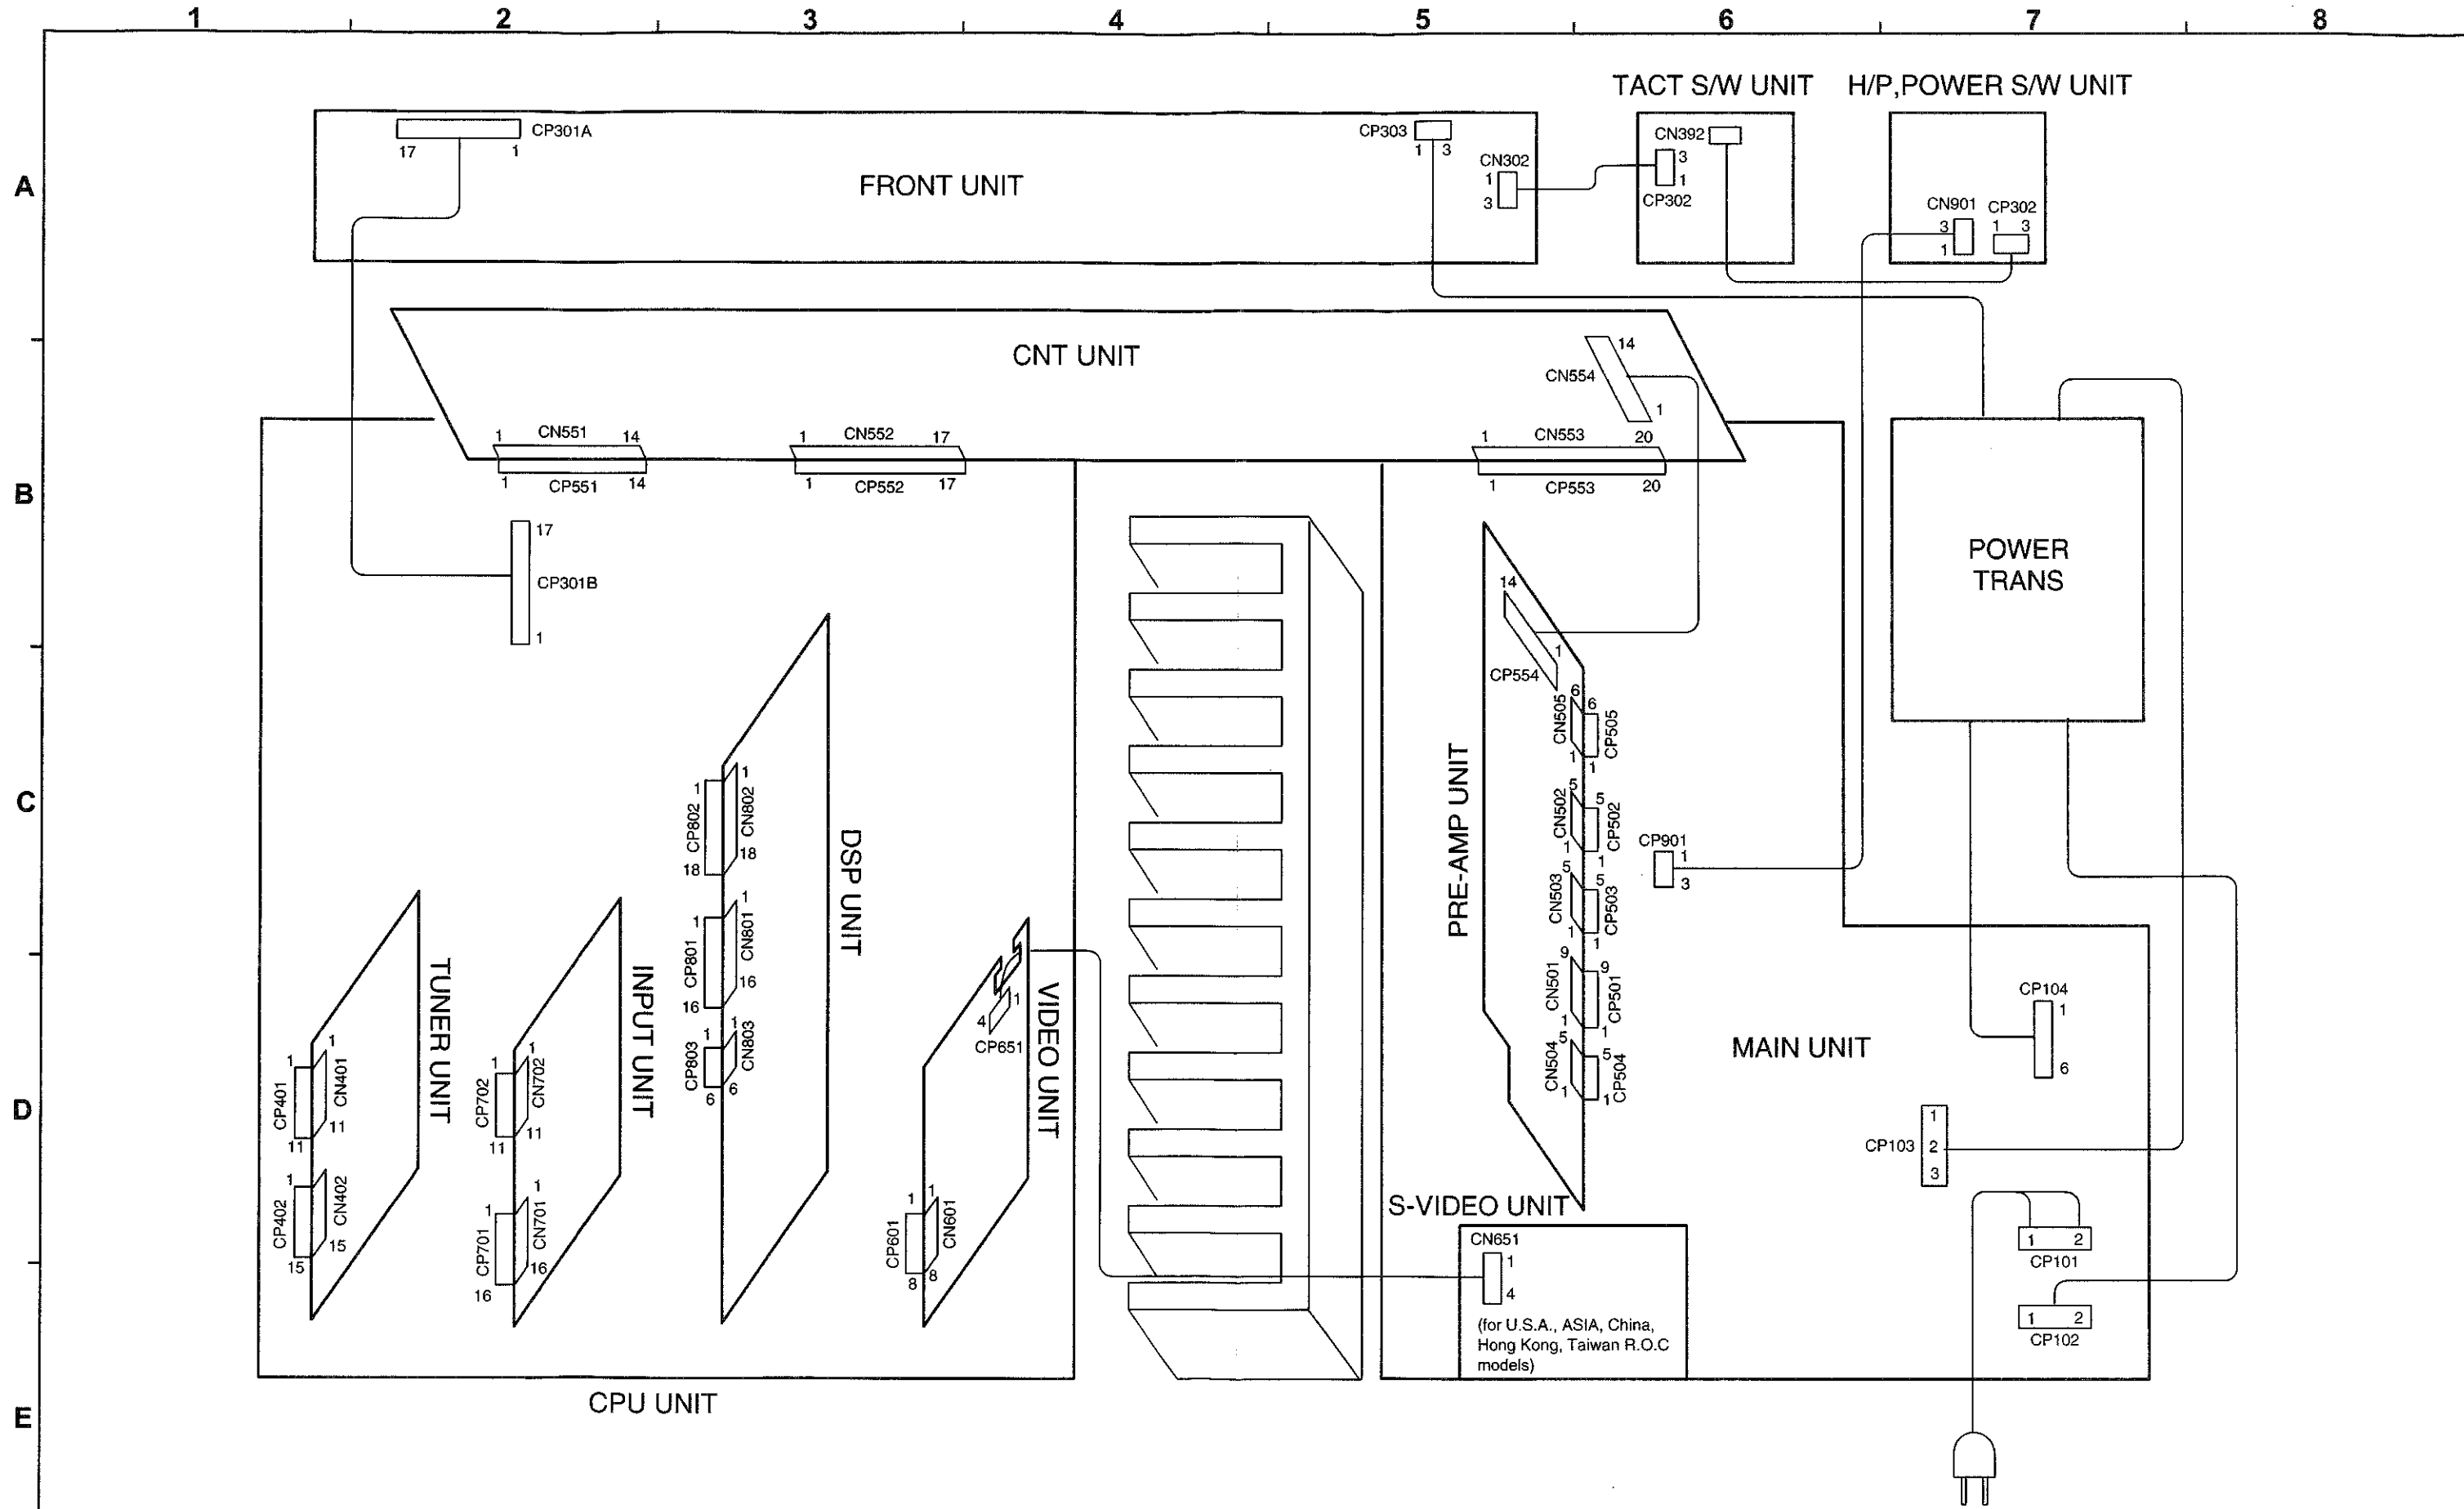 1 2 3 4 5 6 7 8
TACT S/W UNIT H/P,POWER S/W UNIT
A
CP301A
17 1
FRONT UNIT
CP303
1 3
CN302
1
3
CN392
3
1
CP302
CN901 CP302
3 1 3
1
CNT UNIT
14
CN554
1
1 CN551 14
1 CN552 17
1 CN553 20
B
1 CP551 14
1 CP552 17
1 CP553 20
17
CP301B
1
POWER
TRANS
14
1
CP554
C
6 6
CN505 CP505
1 1
5 5
CN502 CP502
1 1
5 5
CN503 CP503
1 1
9 9
CN501 CP501
1 1
5 5
CN504 CP504
1 1
PRE-AMP UNIT
CP901
1
3
1 1
CP802 CN802
18 18
1 1
CP801 CN801
16 16
1 1
CP803 CN803
6 6
DSP UNIT
D
1 1
CP401 CN401
11 11
1
CP402 CN402
15 15
TUNER UNIT
1 1
CP702 CN702
11 11
1 1
CP701 CN701
16 16
INPUT UNIT
1
4
CP651
VIDEO UNIT
1 1
CP601 CN601
8 8
MAIN UNIT
CP104
1
6
CP103
1
2
3
1 2
CP101
1 2
CP102
S-VIDEO UNIT
CN651
1
4
(for U.S.A., ASIA, China,
Hong Kong, Taiwan R.O.C
models)
E
CPU UNIT